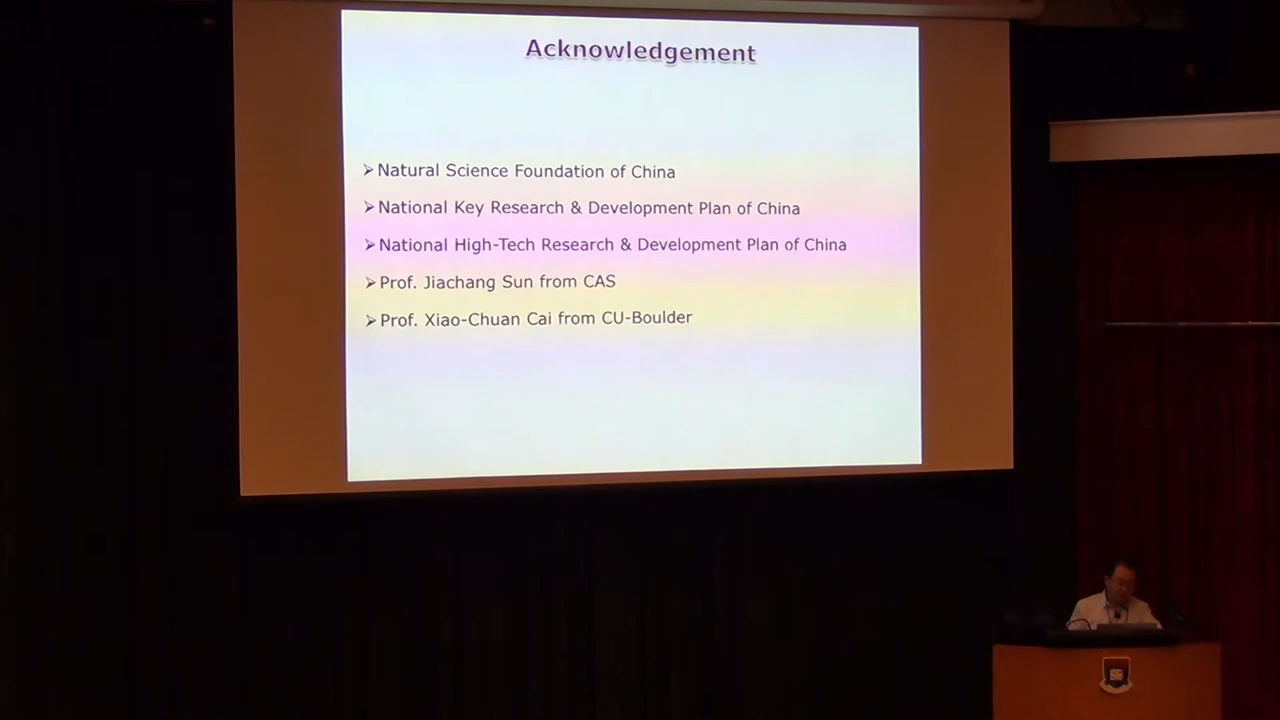 Acknowledgement
➢Natural Science Foundation of China
➢National Key Research & Development Plan of China
➢National High-Tech Research & Development Plan of China
➢Prof. Jiachang Sun from CAS
➢Prof. Xiao-Chuan Cai from CU-Boulder